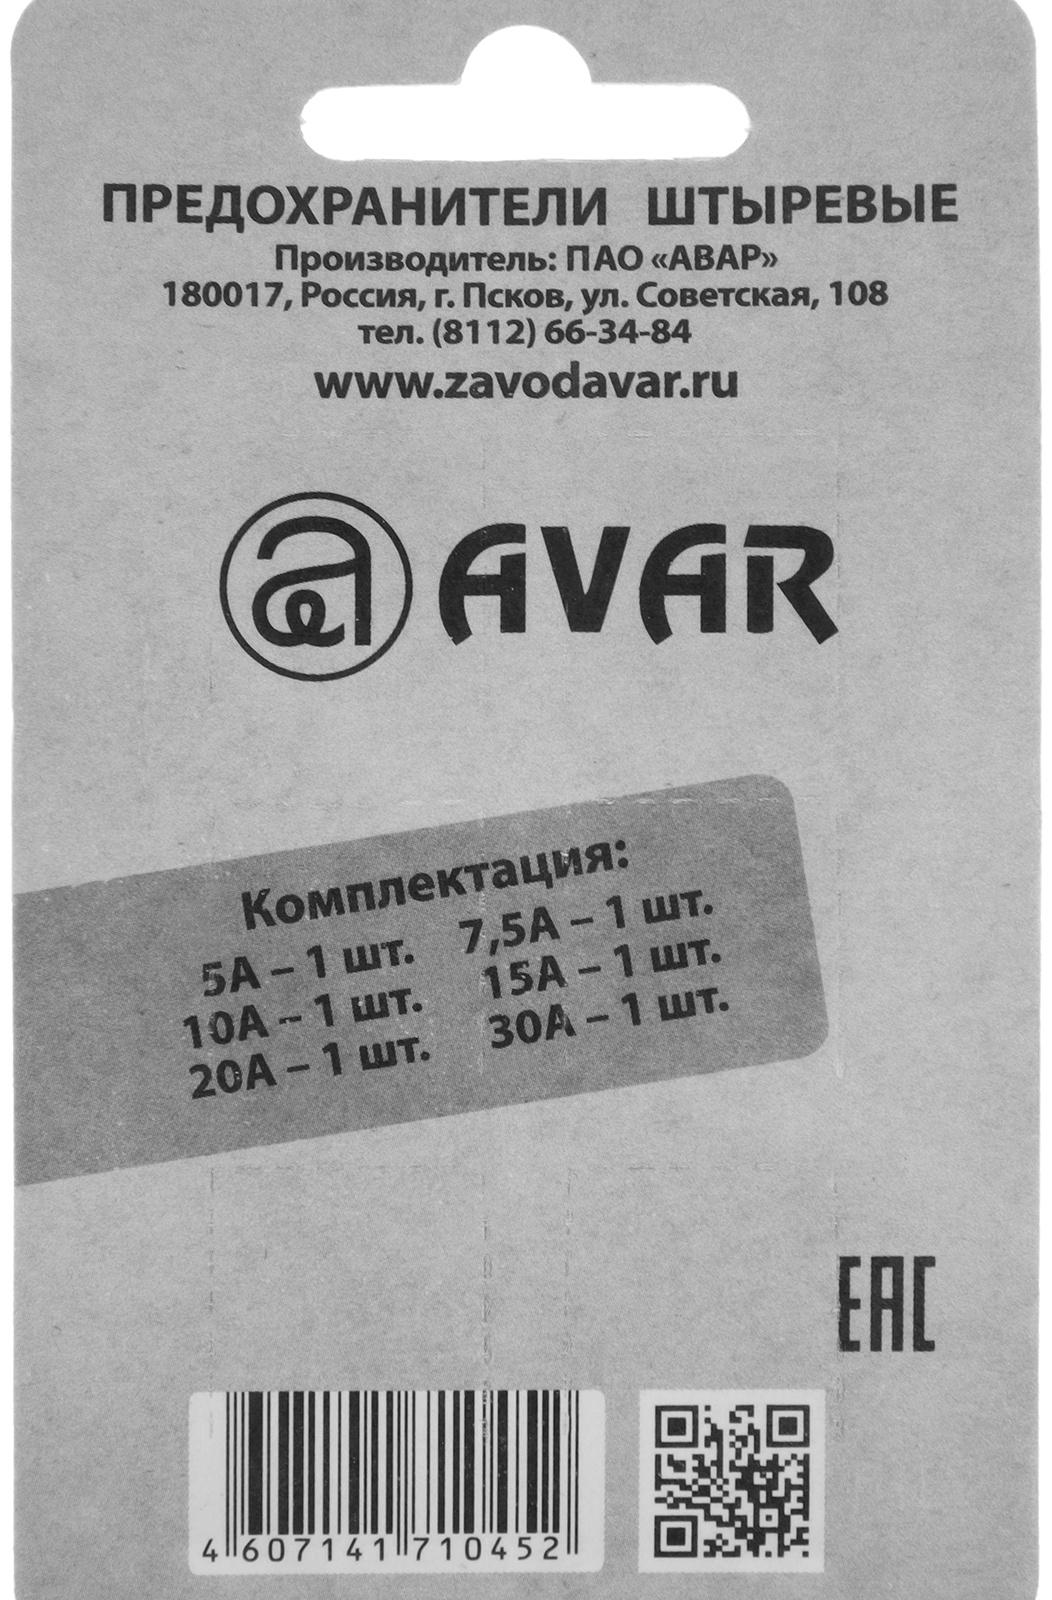 ПРЕДОХРАНИТЕЛИ ШТЫРЕВЫЕ
Производитель: ПАО «АВАР»
180017, Россия, г. Псков, ул. Советская, 108
тел. (8112) 66-34-84
www.zavodavar.ru
a AVAR
Комплектация:
5А – 1 шт. 7,5А – 1 шт.
10А – 1 шт. 15А – 1 шт.
20А – 1 шт. 30А – 1 шт.
EAC
4 607141 710452